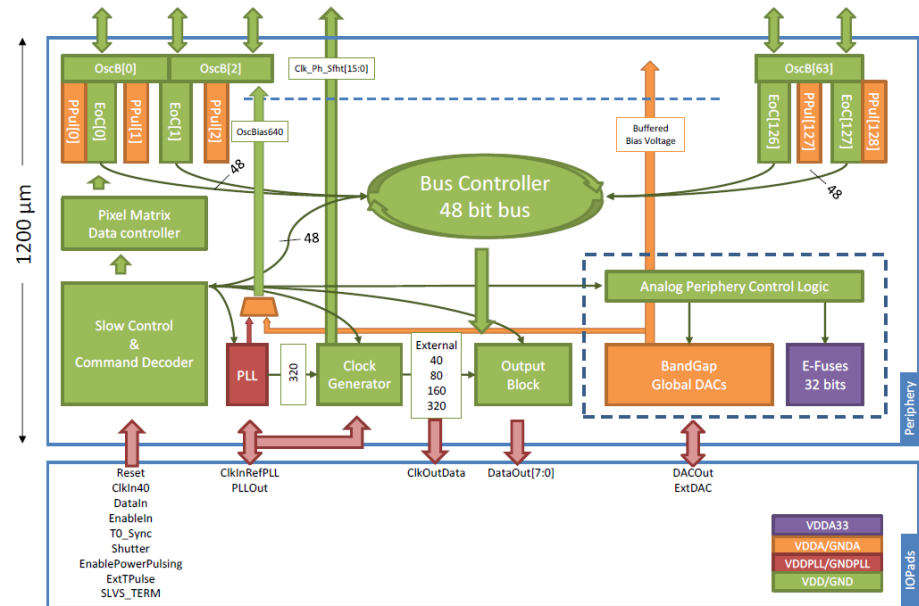 OscB[0]
OscB[2]
Clk_Ph_Sfht[15:0]
OscB[63]
PPul[0]
EoC[0]
PPul[1]
EoC[1]
PPul[2]
OscBias640
Buffered
Bias Voltage
EoC[126]
PPul[127]
EoC[127]
PPul[128]
48
48
Bus Controller
48 bit bus
Pixel Matrix
Data controller
48
1200 µm
Analog Periphery Control Logic
Slow Control
&
Command Decoder
PLL
320
Clock
Generator
External
40
80
160
320
Output
Block
BandGap
Global DACs
E-Fuses
32 bits
Periphery
Reset
ClkIn40
DataIn
EnableIn
T0_Sync
Shutter
EnablePowerPulsing
ExtTPulse
SLVS_TERM
ClkInRefPLL
PLLOut
ClkOutData
DataOut[7:0]
DACOut
ExtDAC
VDDA33
VDDA/GNDA
VDDPLL/GNDPLL
VDD/GND
IOPads